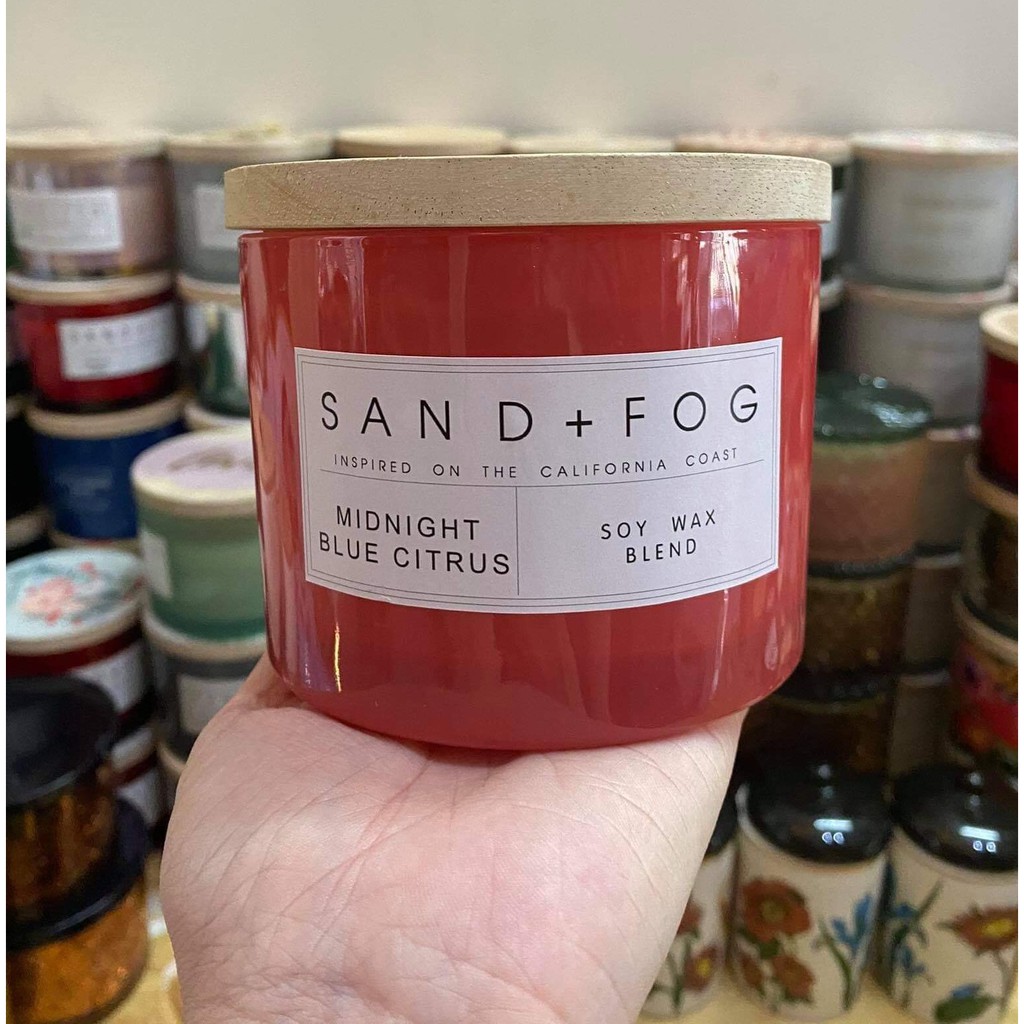 SAND+FOG
INSPIRED ON THE CALIFORNIA COAST
MIDNIGHT
BLUE CITRUS
SOY WAX
BLEND